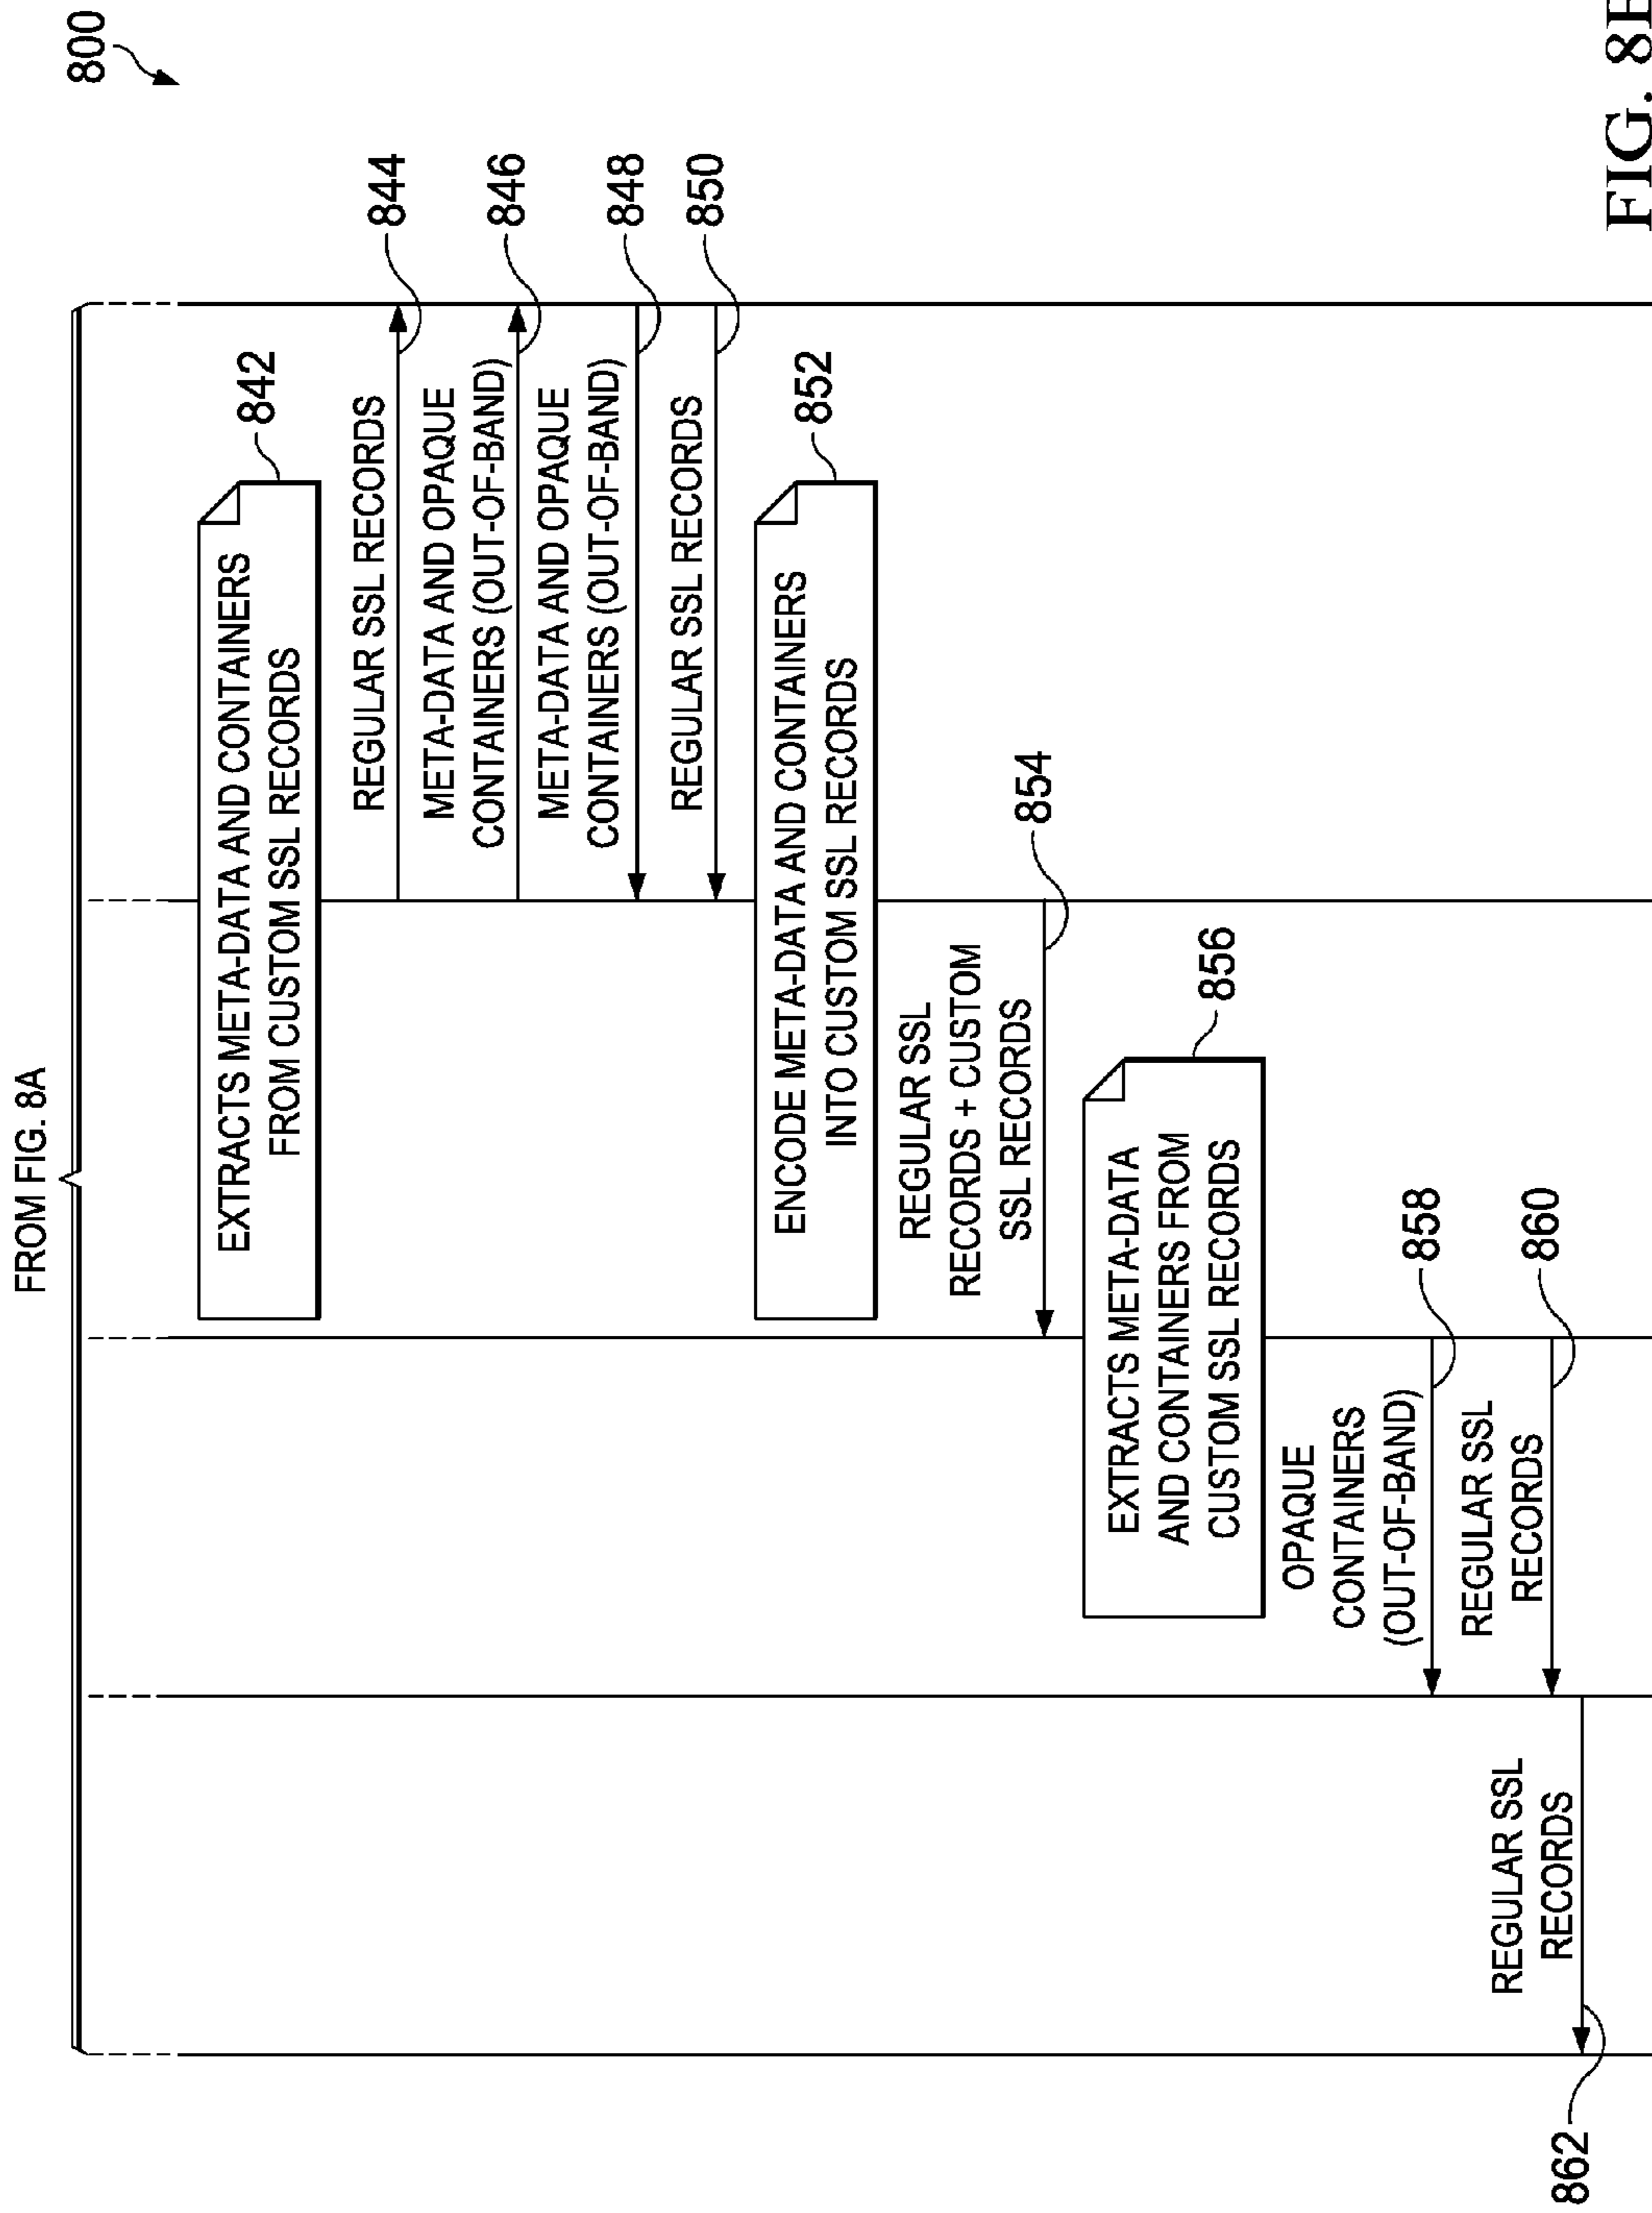 FROM FIG. 8A
800
EXTRACTS META-DATA AND CONTAINERS
FROM CUSTOM SSL RECORDS
842
REGULAR SSL RECORDS
844
META-DATA AND OPAQUE
CONTAINERS (OUT-OF-BAND)
846
META-DATA AND OPAQUE
CONTAINERS (OUT-OF-BAND)
848
REGULAR SSL RECORDS
850
ENCODE META-DATA AND CONTAINERS
INTO CUSTOM SSL RECORDS
852
REGULAR SSL
RECORDS + CUSTOM
SSL RECORDS
854
EXTRACTS META-DATA
AND CONTAINERS FROM
CUSTOM SSL RECORDS
856
OPAQUE
CONTAINERS
(OUT-OF-BAND)
858
REGULAR SSL
RECORDS
860
REGULAR SSL
RECORDS
862
FIG. 8B